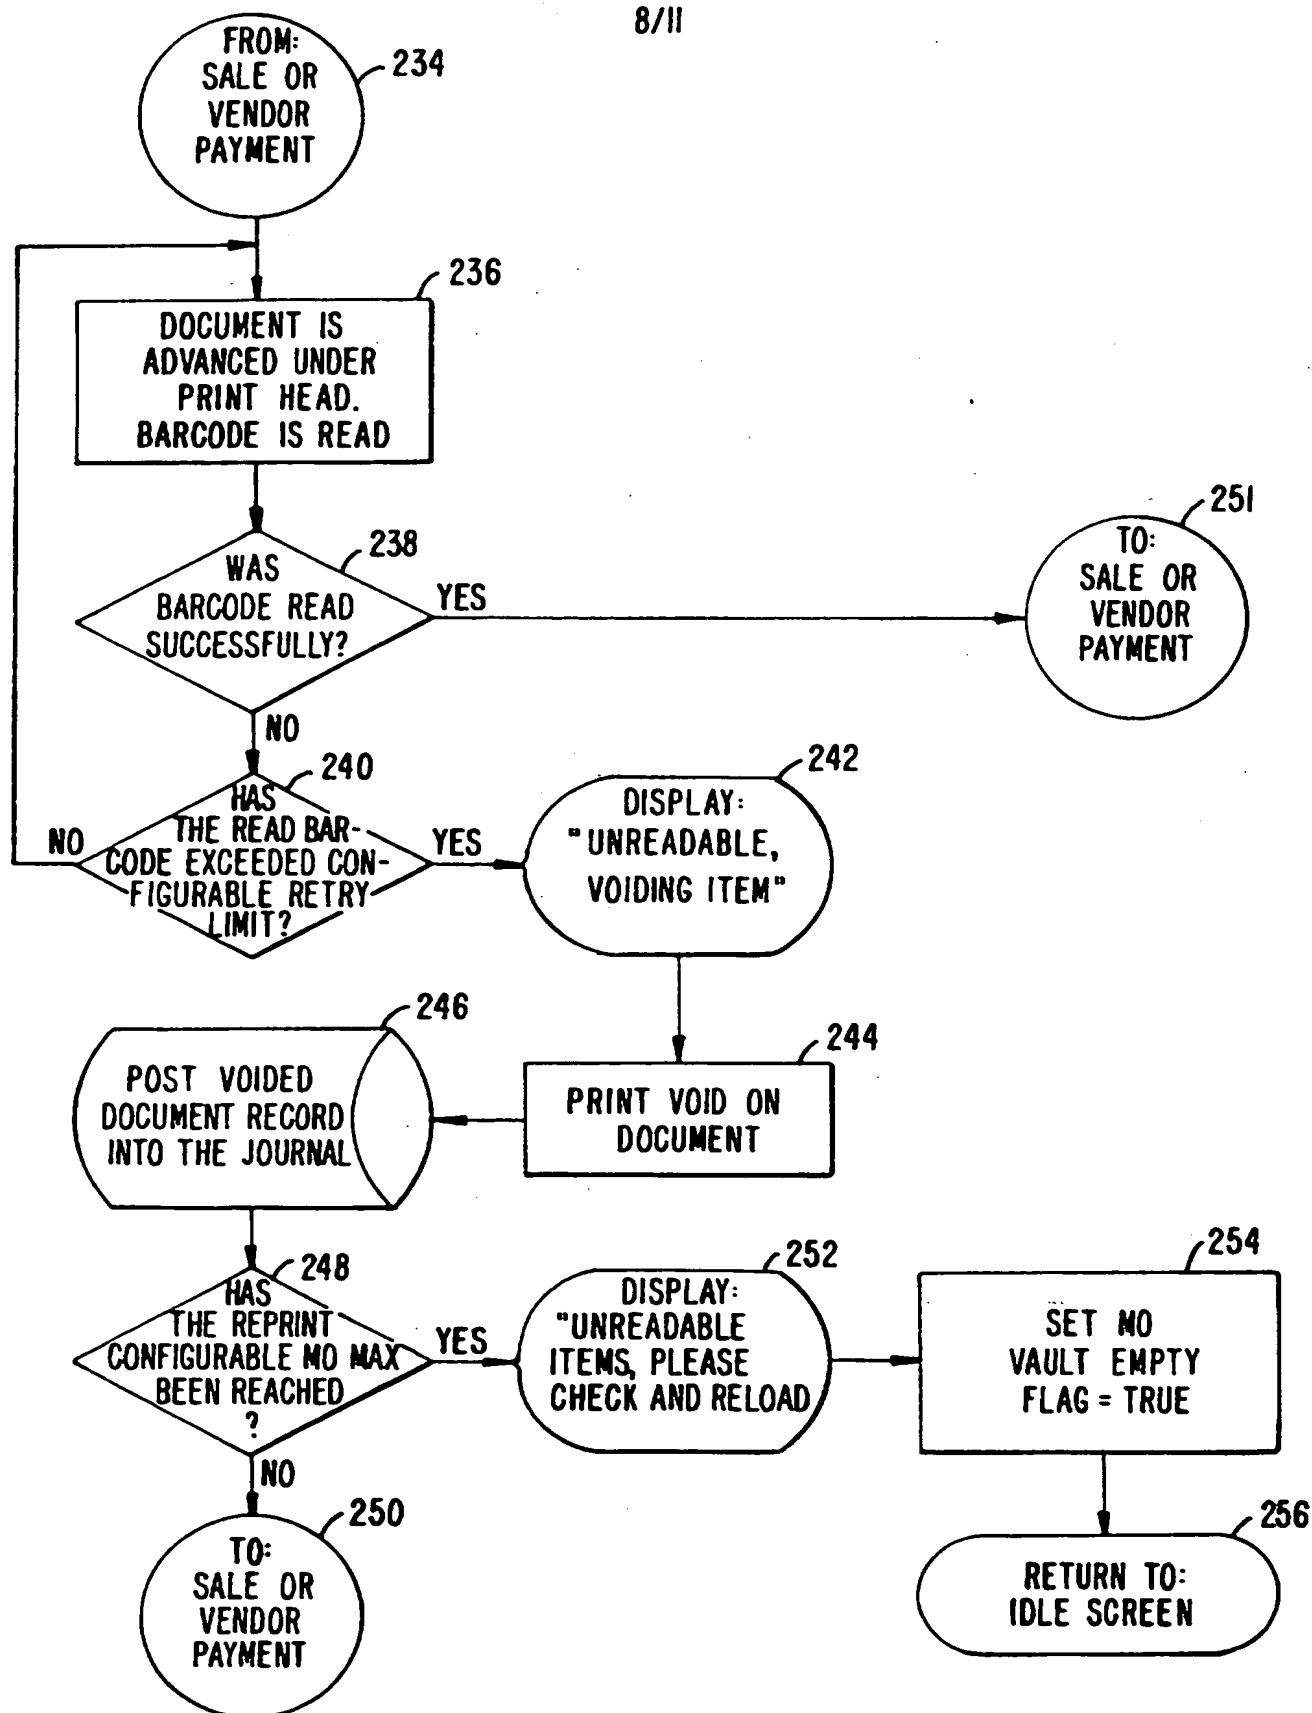 8/11
FROM:
SALE OR
VENDOR
PAYMENT
234
236
DOCUMENT IS
ADVANCED UNDER
PRINT HEAD.
BARCODE IS READ
238
WAS
BARCODE READ
SUCCESSFULLY?
YES
251
TO:
SALE OR
VENDOR
PAYMENT
NO
240
HAS
THE READ BAR-
CODE EXCEEDED CON-
FIGURABLE RETRY
LIMIT?
NO
YES
242
DISPLAY:
"UNREADABLE,
VOIDING ITEM"
244
PRINT VOID ON
DOCUMENT
246
POST VOIDED
DOCUMENT RECORD
INTO THE JOURNAL
248
HAS
THE REPRINT
CONFIGURABLE MO MAX
BEEN REACHED
?
YES
252
DISPLAY:
"UNREADABLE
ITEMS, PLEASE
CHECK AND RELOAD
254
SET MO
VAULT EMPTY
FLAG = TRUE
NO
250
TO:
SALE OR
VENDOR
PAYMENT
256
RETURN TO:
IDLE SCREEN